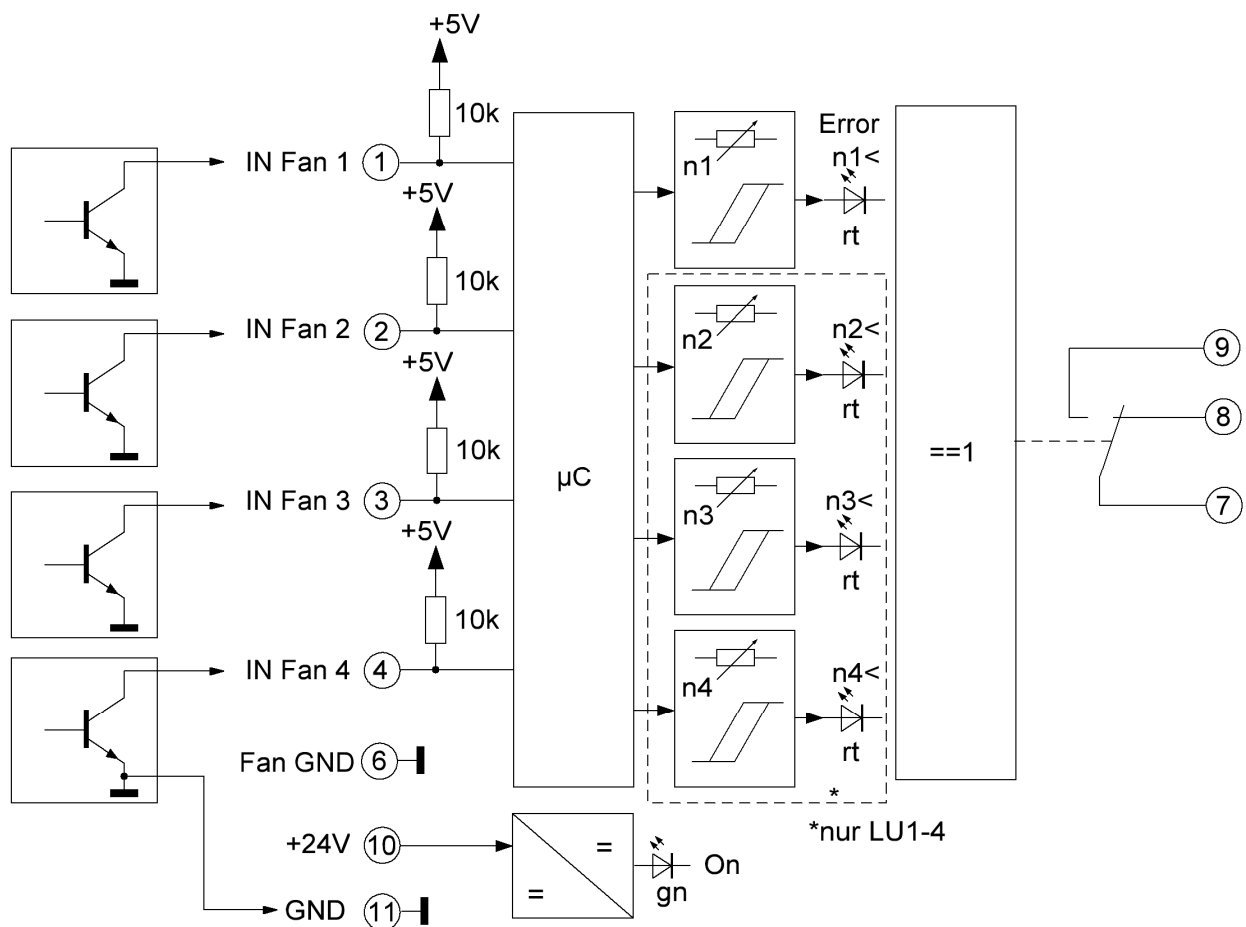 +5V
10k
IN Fan 1 1
+5V
10k
IN Fan 2 2
+5V
10k
IN Fan 3 3
+5V
10k
IN Fan 4 4
Fan GND 6
+24V 10
GND 11
µC
n1
n2
n3
n4
Error
n1<
rt
n2<
rt
n3<
rt
n4<
rt
*
*nur LU1-4
=
=
On
gn
==1
9
8
7